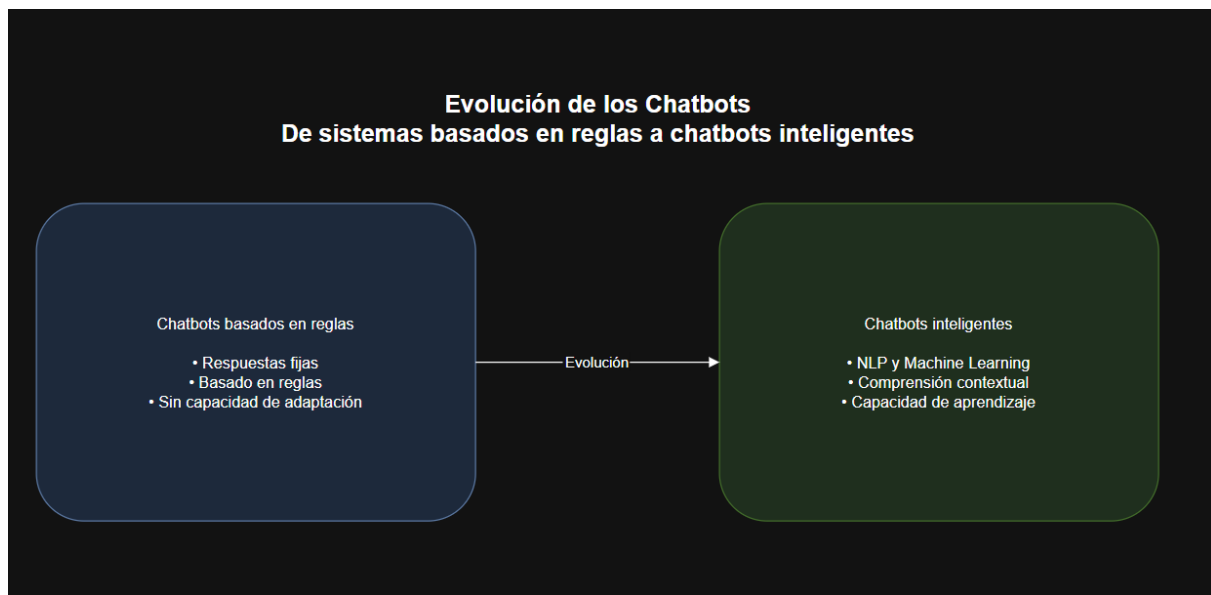 Evolución de los Chatbots
De sistemas basados en reglas a chatbots inteligentes
Chatbots basados en reglas
• Respuestas fijas
• Basado en reglas
• Sin capacidad de adaptación
Evolución
Chatbots inteligentes
• NLP y Machine Learning
• Comprensión contextual
• Capacidad de aprendizaje